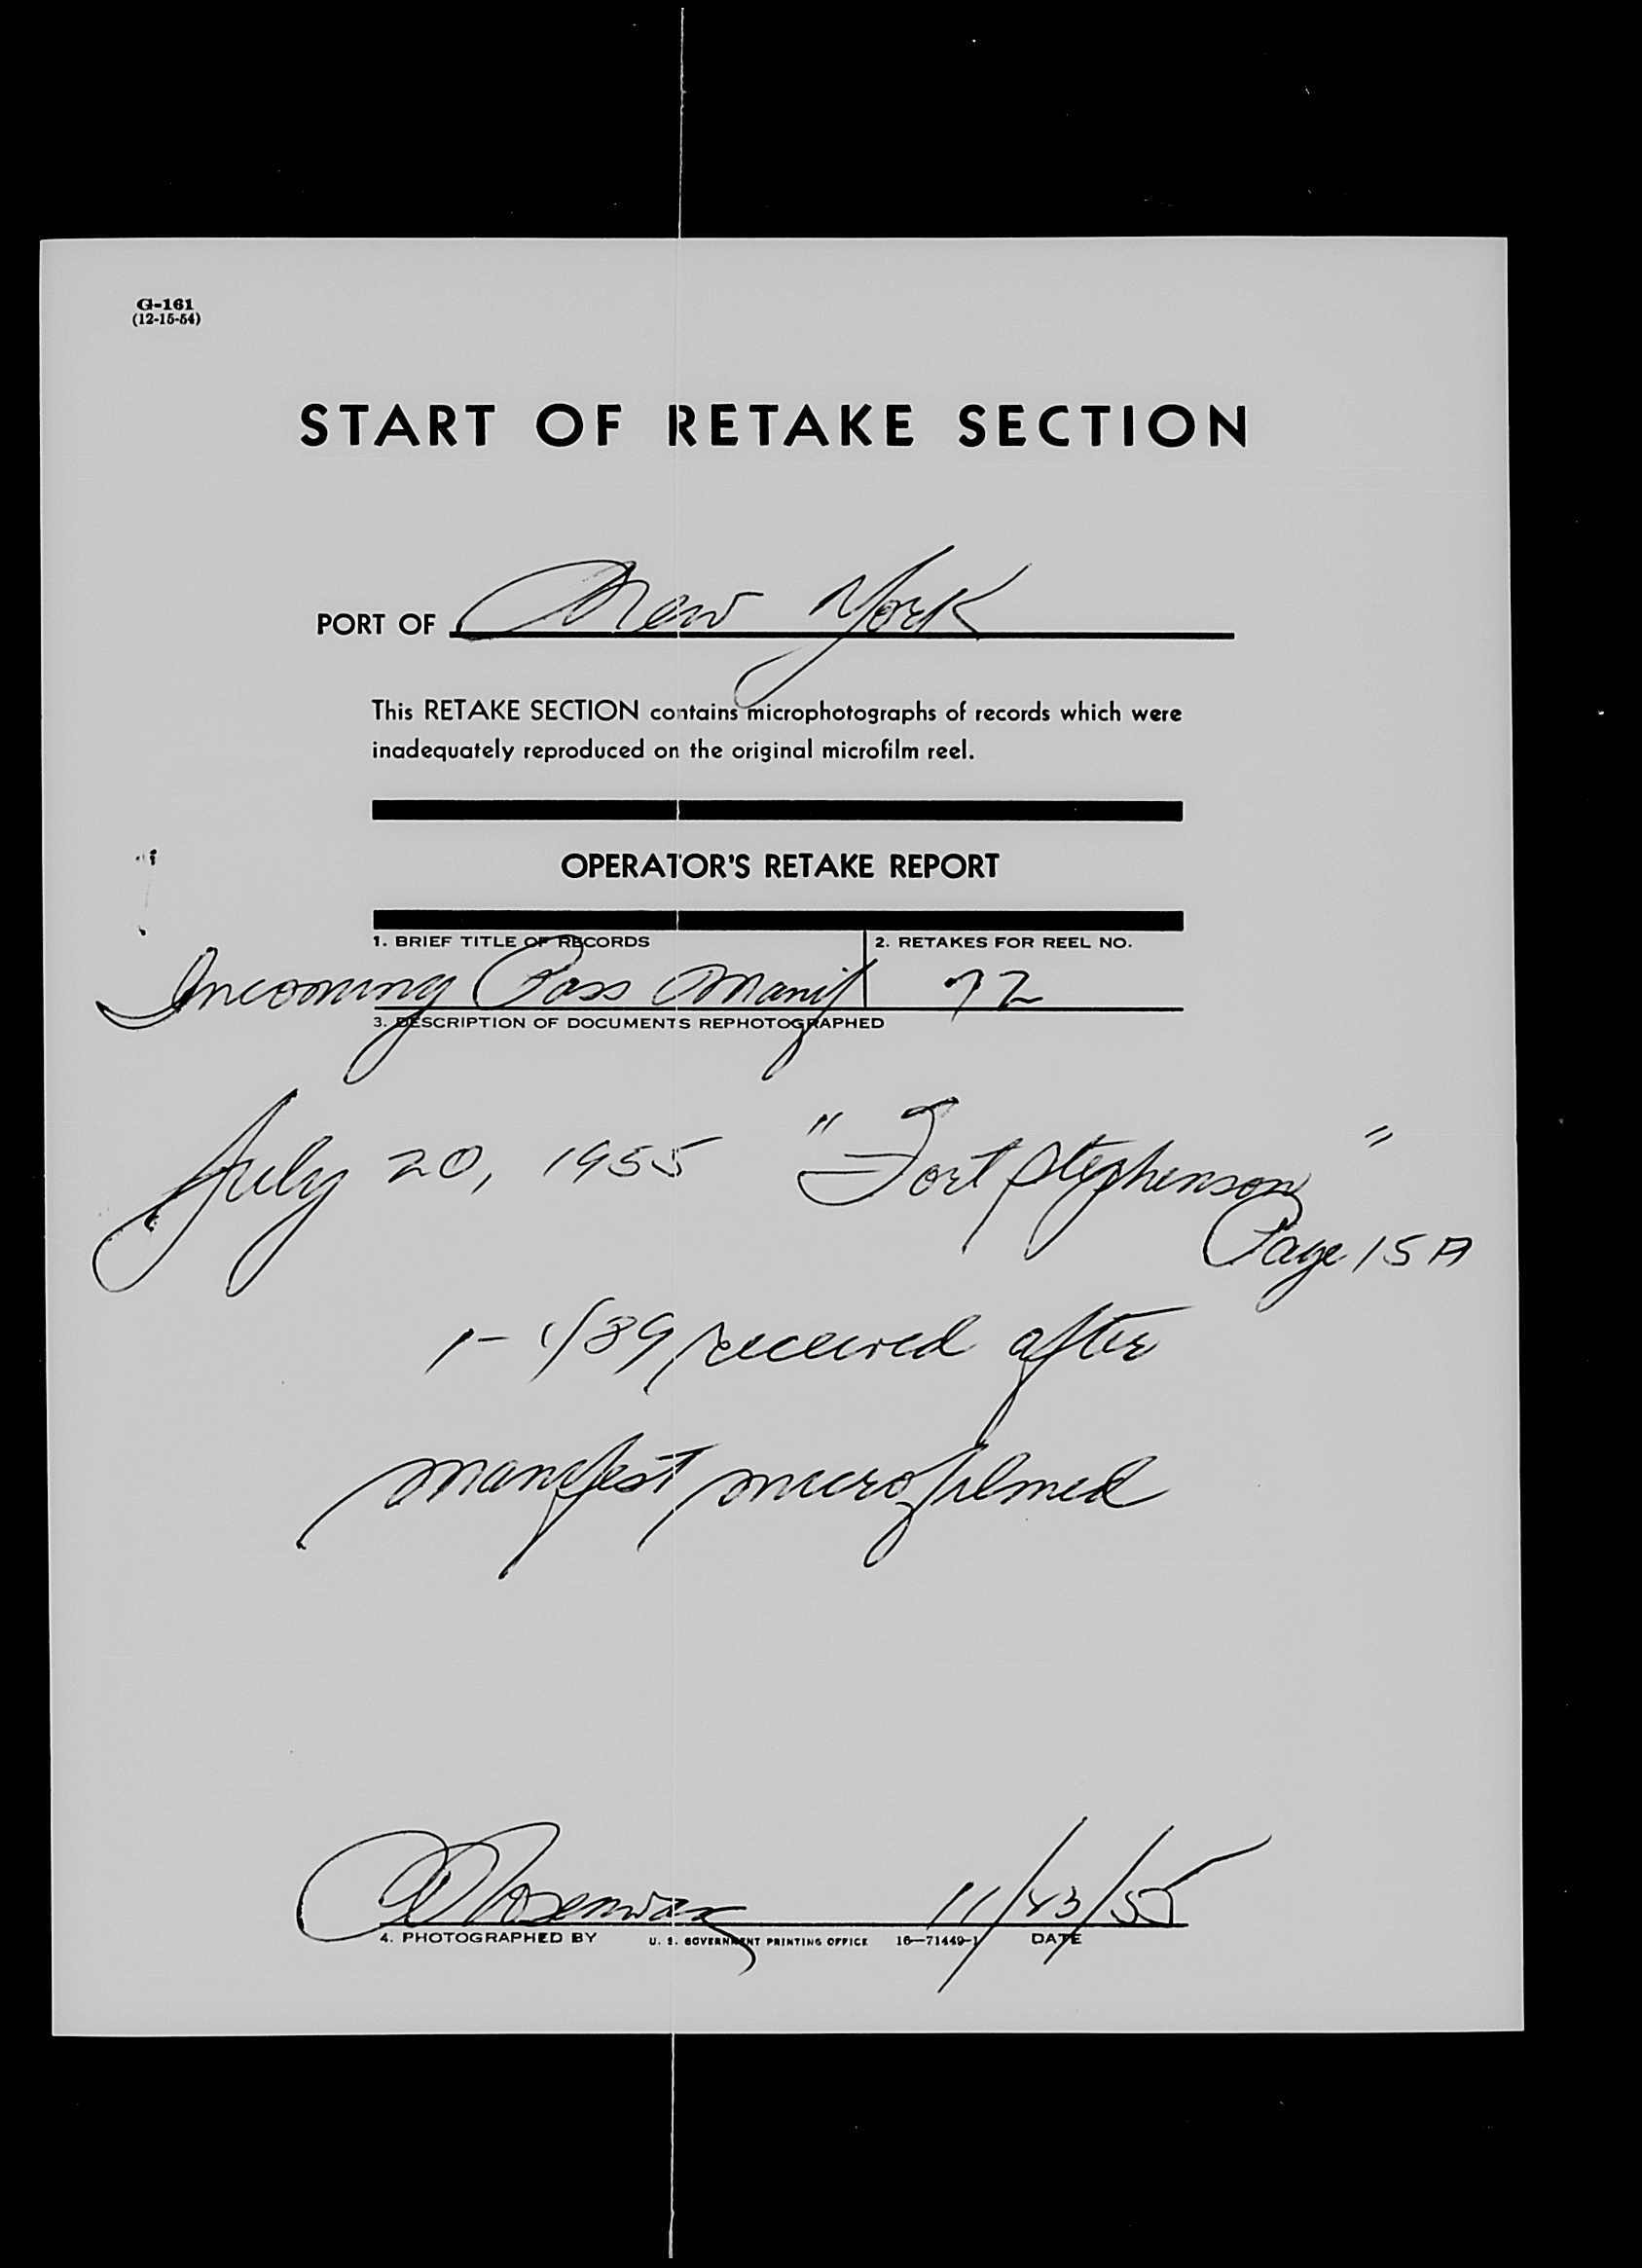 G-161
(12-15-54)
START OF RETAKE SECTION
PORT OF New York
This RETAKE SECTION contains microphotographs of records which were
inadequately reproduced on the original microfilm reel.
OPERATOR'S RETAKE REPORT
1. BRIEF TITLE OF RECORDS 2. RETAKES FOR REEL NO.
Incoming Pass Manif 72
3. DESCRIPTION OF DOCUMENTS REPHOTOGRAPHED
July 20, 1955 "Fort Stephenson"
Page 15A
received after
manifest microfilmed
11/23/55
4. PHOTOGRAPHED BY U. S. GOVERNMENT PRINTING OFFICE 16—71449-1 DATE